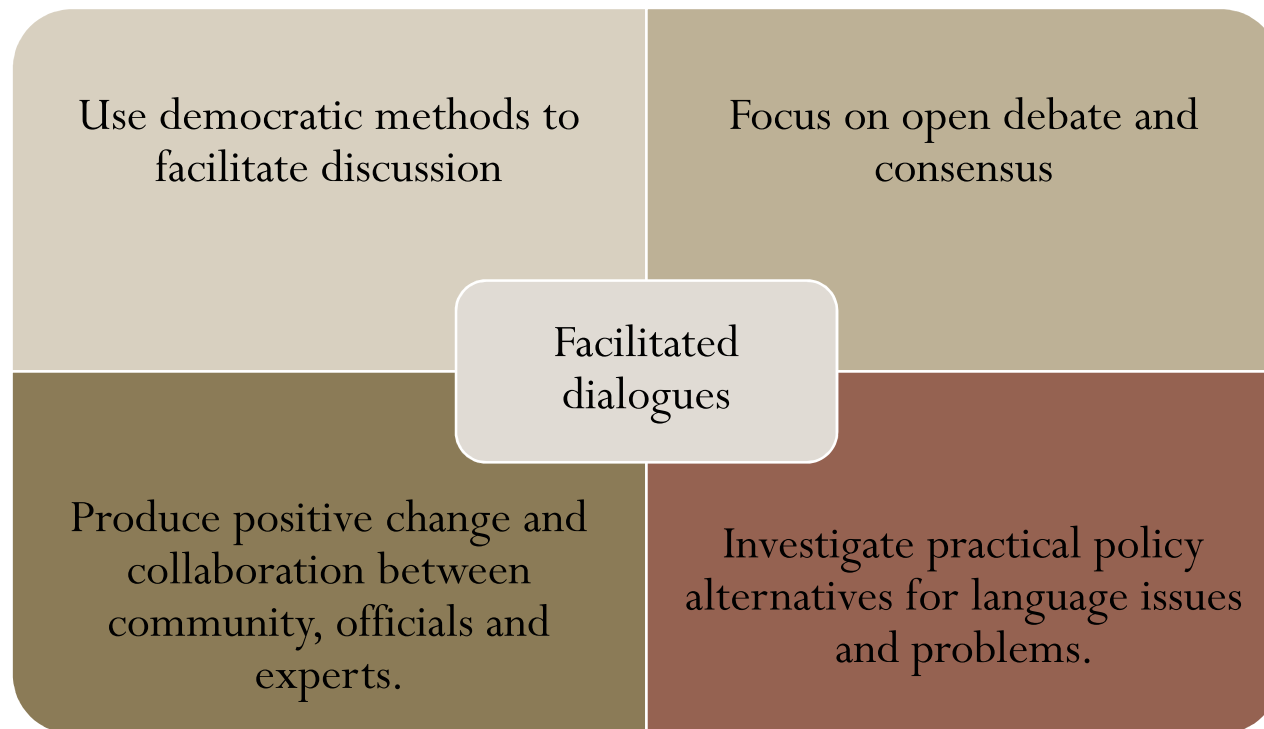 Use democratic methods to
facilitate discussion
Focus on open debate and
consensus
Facilitated
dialogues
Produce positive change and
collaboration between
community, officials and
experts.
Investigate practical policy
alternatives for language issues
and problems.